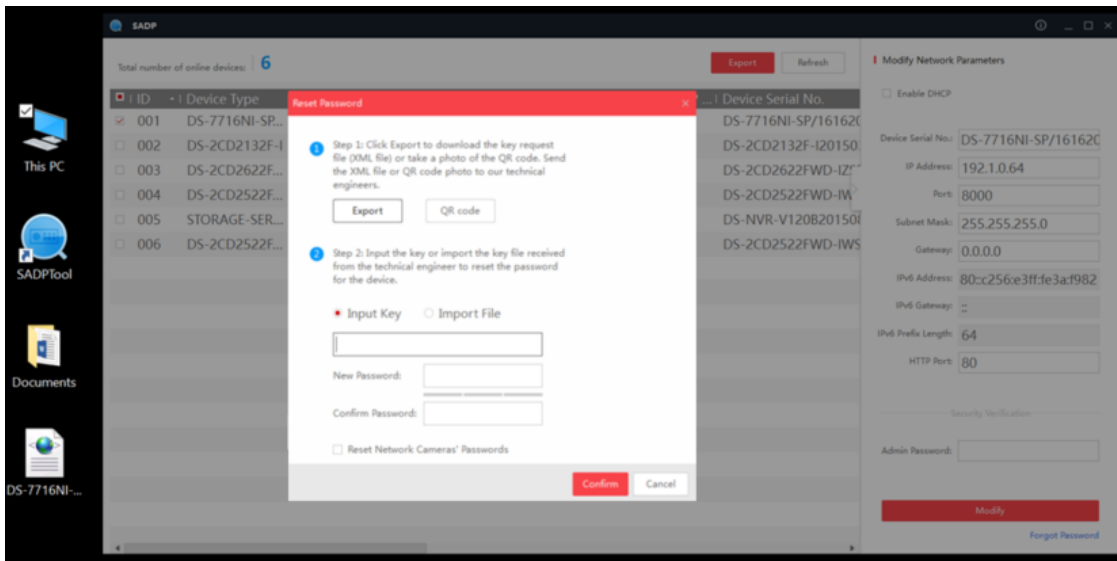 SADP
Total number of online devices: 6
Export
Refresh
ID
Device Type
Device Serial No.
001 DS-7716NI-SP... DS-7716NI-SP/161620
002 DS-2CD2132F-I DS-2CD2132F-I20150
003 DS-2CD2622F... DS-2CD2622FWD-IZS
004 DS-2CD2522F... DS-2CD2522FWD-IW
005 STORAGE-SER... DS-NVR-V120B201508
006 DS-2CD2522F... DS-2CD2522FWD-IWS
This PC
SADPTool
Documents
DS-7716NI-...
Reset Password
1
Step 1: Click Export to download the key request
file (XML file) or take a photo of the QR code. Send
the XML file or QR code photo to our technical
engineers.
Export
QR code
2
Step 2: Input the key or import the key file received
from the technical engineer to reset the password
for the device.
Input Key
Import File
New Password:
Confirm Password:
Reset Network Cameras' Passwords
Confirm
Cancel
Modify Network Parameters
Enable DHCP
Device Serial No.: DS-7716NI-SP/161620
IP Address: 192.1.0.64
Port: 8000
Subnet Mask: 255.255.255.0
Gateway: 0.0.0.0
IPv6 Address: 80::c256:e3ff:fe3a:f982
IPv6 Gateway: ::
IPv6 Prefix Length: 64
HTTP Port: 80
Security Verification
Admin Password:
Modify
Forgot Password